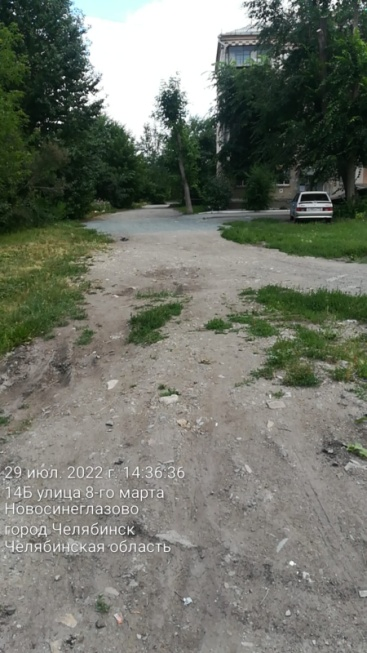 29 июл. 2022 г. 14:36:36
14Б улица 8-го марта
Новосинеглазово
город Челябинск
Челябинская область